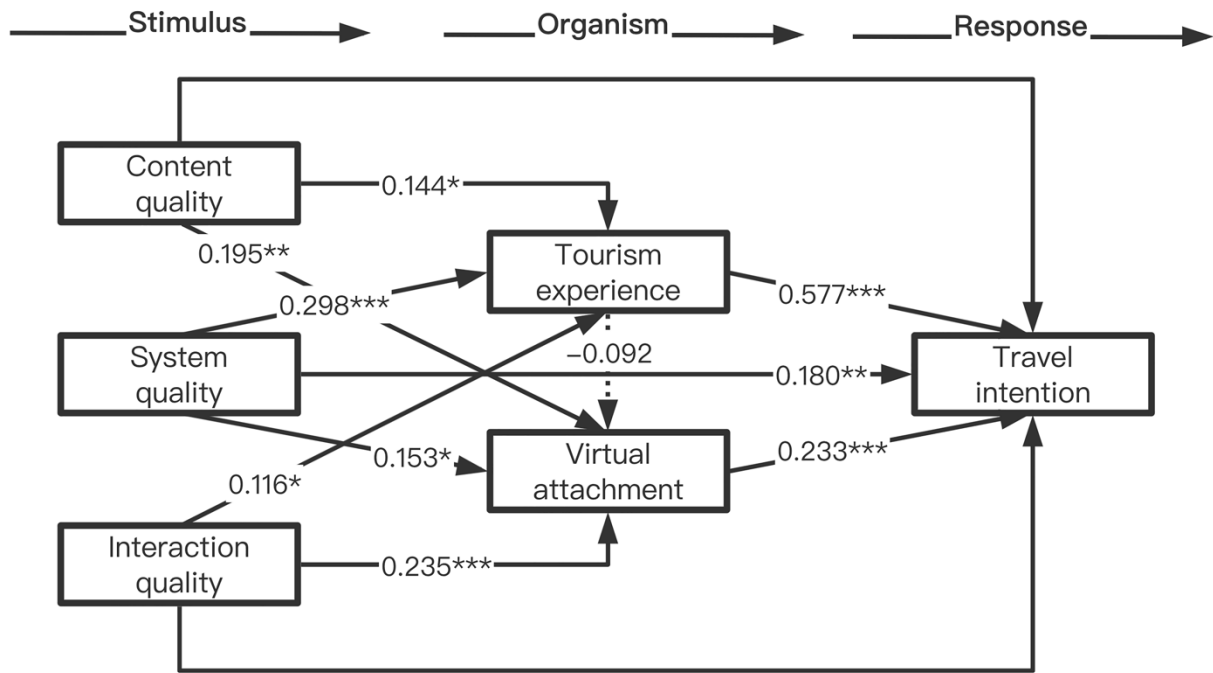 Stimulus
Organism
Response
Content
quality
0.144*
0.195**
Tourism
experience
0.577***
0.298***
System
quality
−0.092
0.180**
Travel
intention
0.153*
Virtual
attachment
0.233***
0.116*
Interaction
quality
0.235***